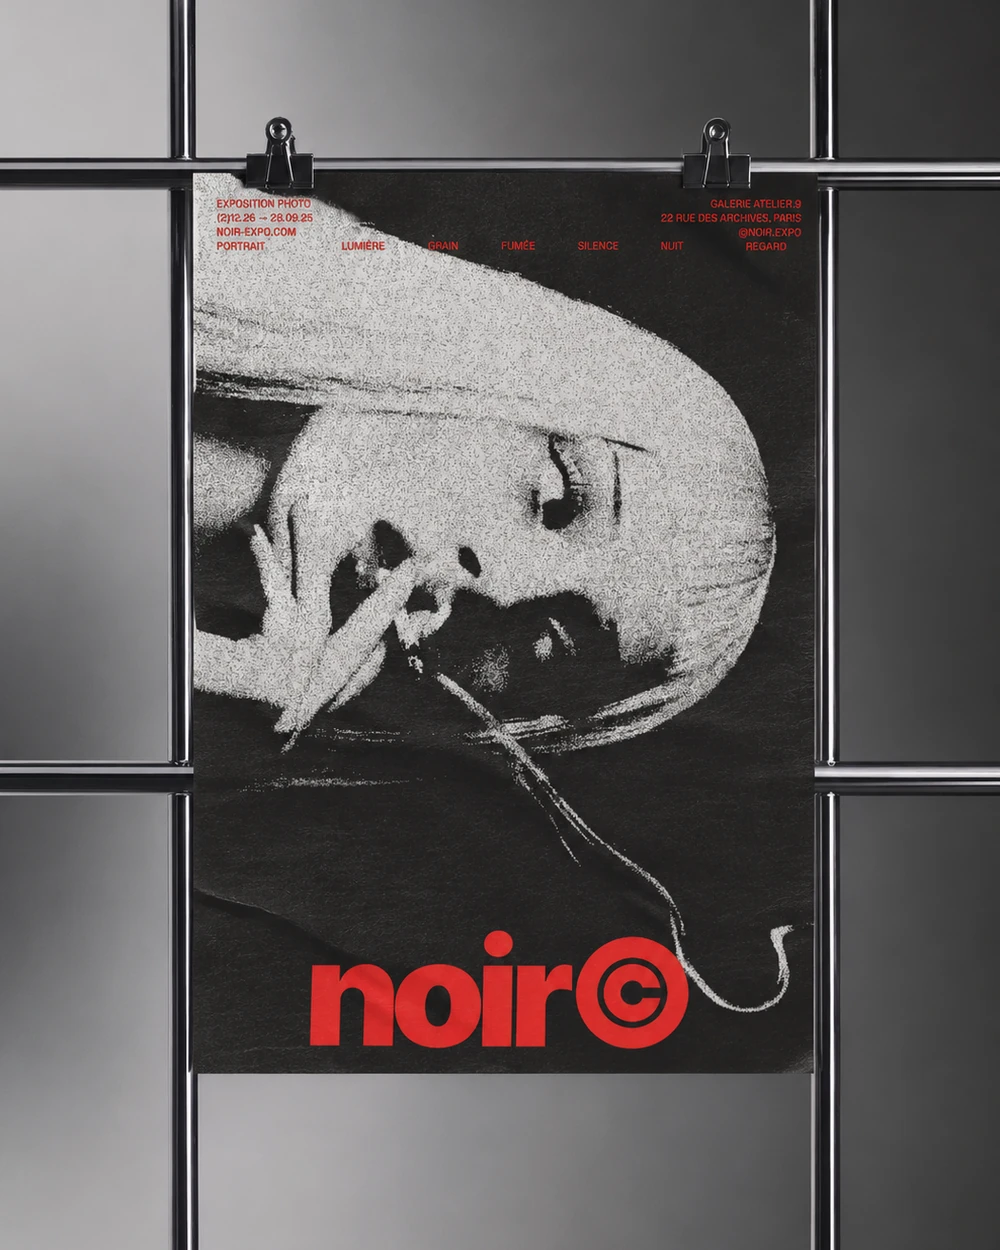 EXPOSITION PHOTO
(2)12.26 → 28.09.25
NOIR-EXPO.COM
GALERIE ATELIER.9
22 RUE DES ARCHIVES, PARIS
@NOIR.EXPO
PORTRAIT LUMIÈRE GRAIN FUMÉE SILENCE NUIT REGARD
noir©